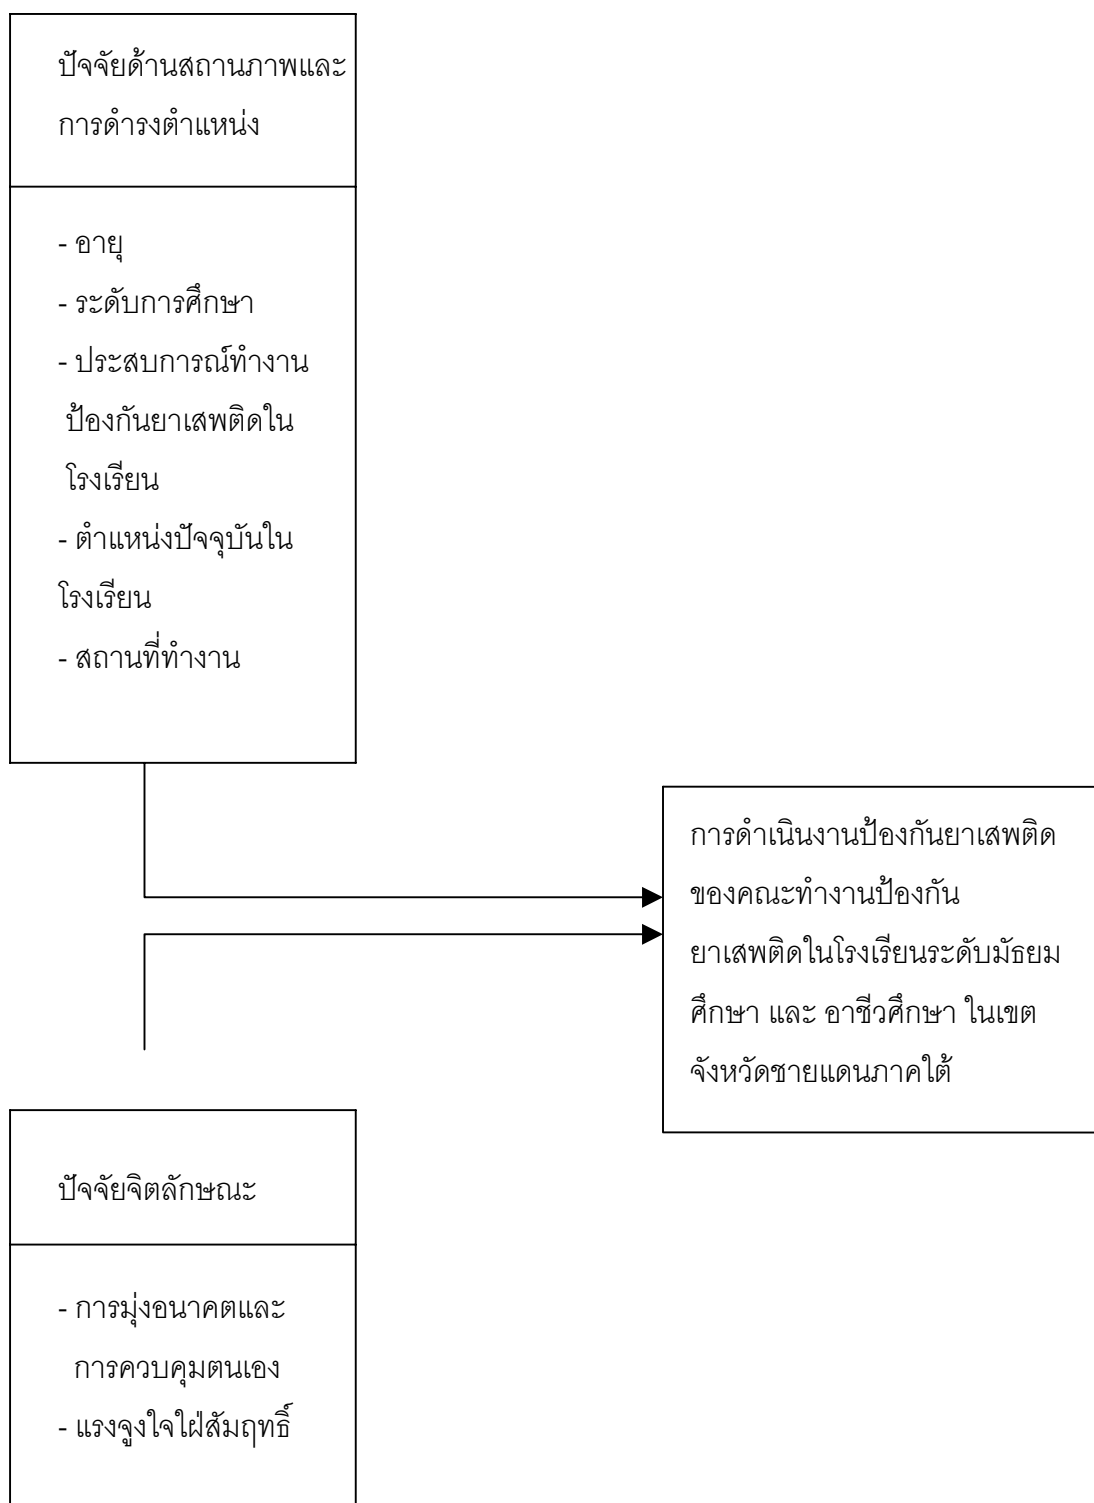 ปัจจัยด้านสถานภาพและ
การดำรงตำแหน่ง
- อายุ
- ระดับการศึกษา
- ประสบการณ์ทำงาน
ป้องกันยาเสพติดใน
โรงเรียน
- ตำแหน่งปัจจุบันใน
โรงเรียน
- สถานที่ทำงาน
การดำเนินงานป้องกันยาเสพติด
ของคณะทำงานป้องกัน
ยาเสพติดในโรงเรียนระดับมัธยม
ศึกษา และ อาชีวศึกษา ในเขต
จังหวัดชายแดนภาคใต้
ปัจจัยจิตลักษณะ
- การมุ่งอนาคตและ
การควบคุมตนเอง
- แรงจูงใจใฝ่สัมฤทธิ์